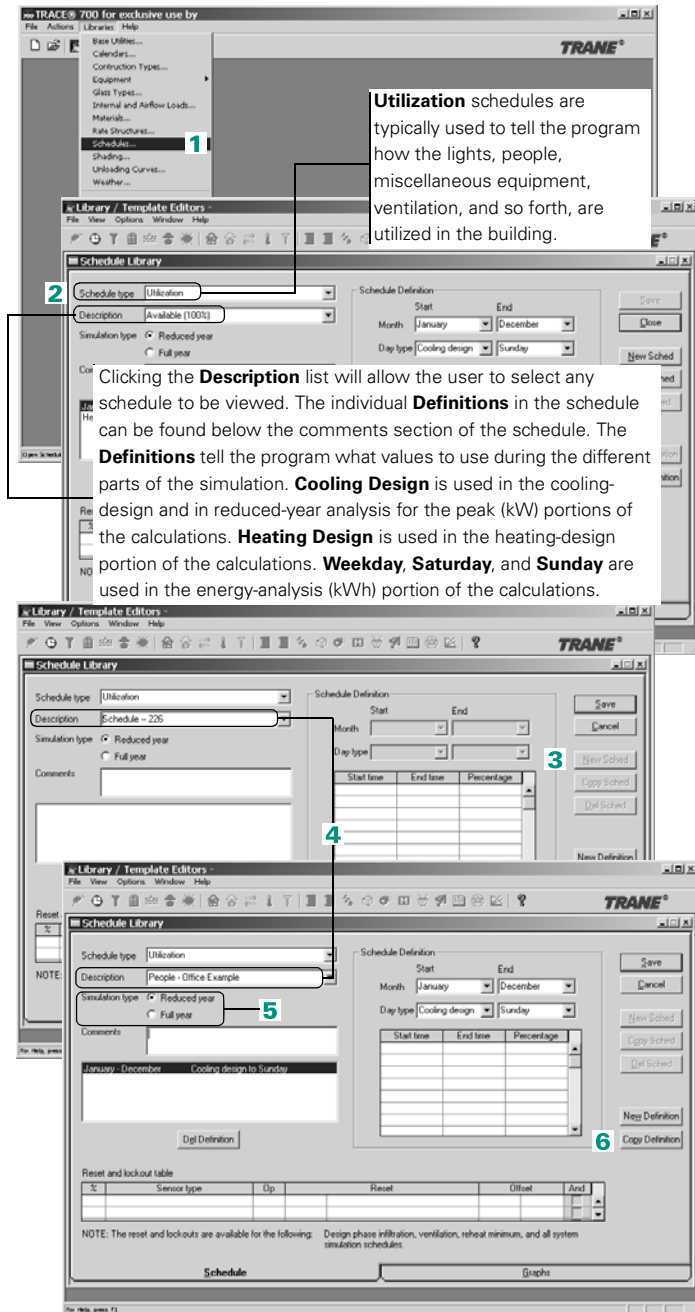 TRACE® 700 for exclusive use by
File Actions Libraries Help
TRANE®
Base Utilities...
Calendars...
Contruction Types...
Equipment
Glass Types...
Internal and Airflow Loads...
Materials...
Rate Structures...
Schedules...
1
Shading...
Unloading Curves...
Weather...
Utilization schedules are
typically used to tell the program
how the lights, people,
miscellaneous equipment,
ventilation, and so forth, are
utilized in the building.
Library / Template Editors -
File View Options Window Help
Schedule Library
2
Schedule type Utilization
Description Available (100%)
Simulation type Reduced year
Full year
Schedule Definition
Start End
Month January December
Day type Cooling design Sunday
Save
Close
New Sched
Clicking the Description list will allow the user to select any
schedule to be viewed. The individual Definitions in the schedule
can be found below the comments section of the schedule. The
Definitions tell the program what values to use during the different
parts of the simulation. Cooling Design is used in the cooling-
design and in reduced-year analysis for the peak (kW) portions of
the calculations. Heating Design is used in the heating-design
portion of the calculations. Weekday, Saturday, and Sunday are
used in the energy-analysis (kWh) portion of the calculations.
Library / Template Editors -
File View Options Window Help
TRANE®
Schedule Library
Schedule type Utilization
Description Schedule – 226
Simulation type Reduced year
Full year
Comments
Schedule Definition
Start End
Month
Day type
Start time End time Percentage
Save
Cancel
3
New Sched
Copy Sched
Del Sched
New Definition
4
Library / Template Editors -
File View Options Window Help
TRANE®
Schedule Library
Schedule type Utilization
Description People - Office Example
Simulation type Reduced year
Full year
5
Comments
January - December Cooling design to Sunday
Del Definition
Schedule Definition
Start End
Month January December
Day type Cooling design Sunday
Start time End time Percentage
Save
Cancel
New Sched
Copy Sched
Del Sched
New Definition
6
Copy Definition
Reset and lockout table
% Sensor type Op Reset Offset And
NOTE: The reset and lockouts are available for the following: Design phase infiltration, ventilation, reheat minimum, and all system
simulation schedules.
Schedule Graphs
For Help, press F1